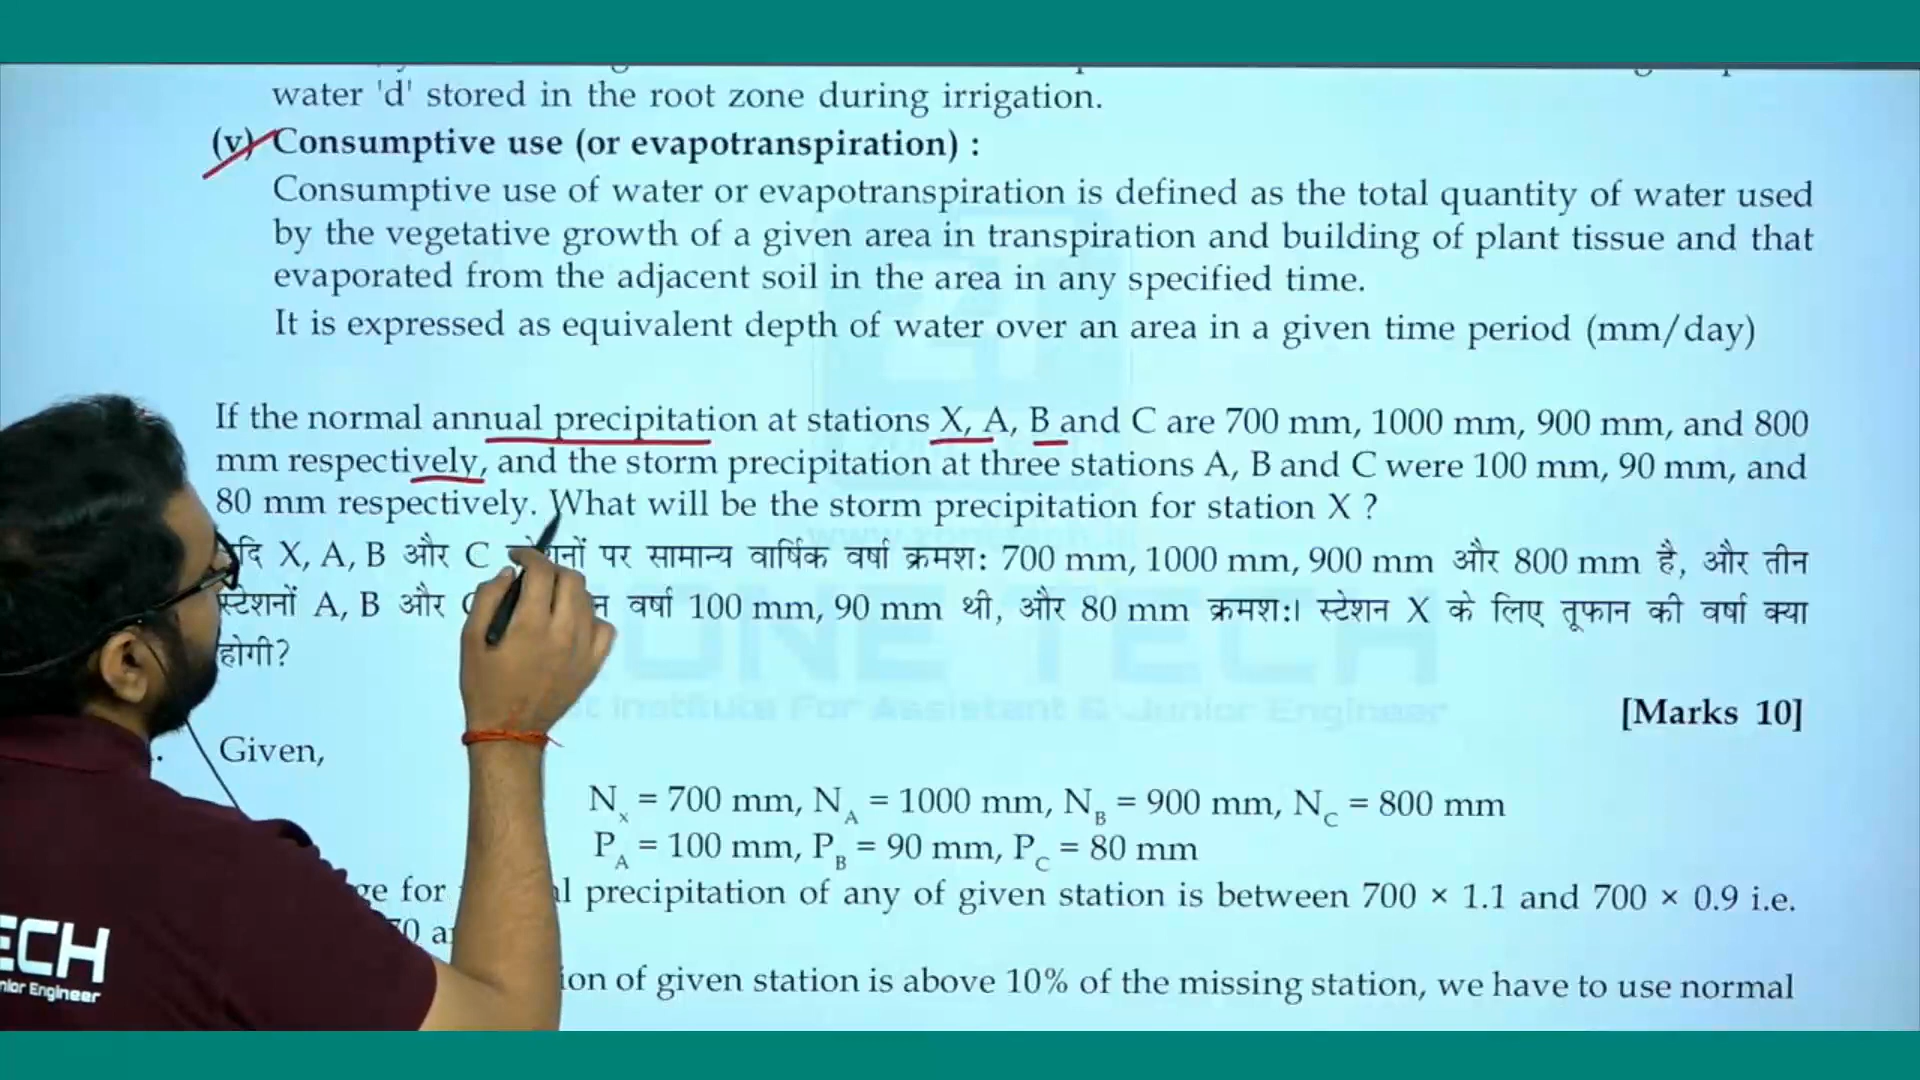 water 'd' stored in the root zone during irrigation.
(v) Consumptive use (or evapotranspiration) :
Consumptive use of water or evapotranspiration is defined as the total quantity of water used
by the vegetative growth of a given area in transpiration and building of plant tissue and that
evaporated from the adjacent soil in the area in any specified time.
It is expressed as equivalent depth of water over an area in a given time period (mm/day)
If the normal annual precipitation at stations X, A, B and C are 700 mm, 1000 mm, 900 mm, and 800
mm respectively, and the storm precipitation at three stations A, B and C were 100 mm, 90 mm, and
80 mm respectively. What will be the storm precipitation for station X ?
X, A, B और C पर सामान्य वार्षिक वर्षा क्रमश: 700 mm, 1000 mm, 900 mm और 800 mm है, और तीन
स्टेशनों A, B और वर्षा 100 mm, 90 mm थी, और 80 mm क्रमश:। स्टेशन X के लिए तूफान की वर्षा क्या
होगी?
[Marks 10]
Given,
Nx = 700 mm, NA = 1000 mm, NB = 900 mm, NC = 800 mm
PA = 100 mm, PB = 90 mm, PC = 80 mm
for precipitation of any of given station is between 700 × 1.1 and 700 × 0.9 i.e.
of given station is above 10% of the missing station, we have to use normal
ONE TECH
Institute For Assistant & Junior Engineer
ECH
nior Engineer